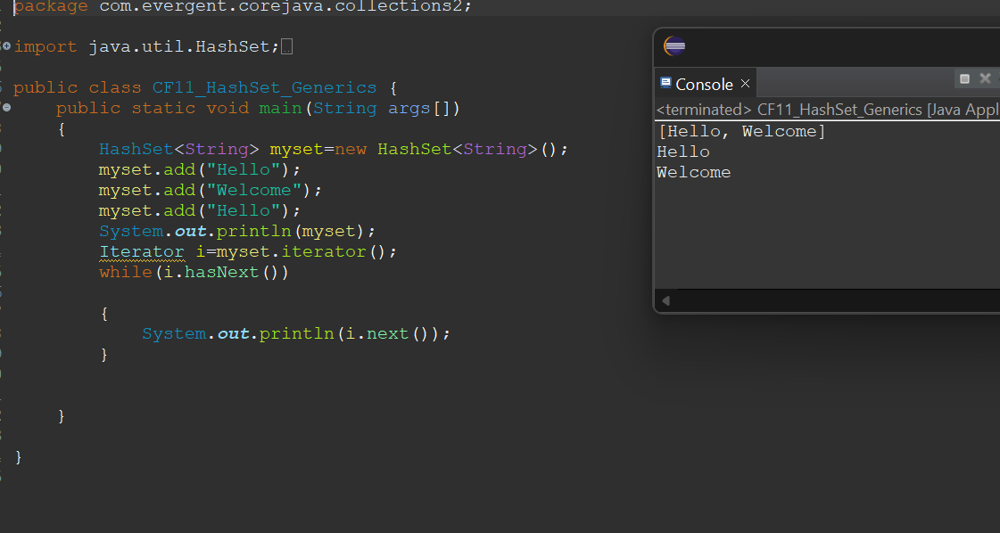 package com.evergent.corejava.collections2;
import java.util.HashSet;
public class CF11_HashSet_Generics {
public static void main(String args[])
{
HashSet<String> myset=new HashSet<String>();
myset.add("Hello");
myset.add("Welcome");
myset.add("Hello");
System.out.println(myset);
Iterator i=myset.iterator();
while(i.hasNext())
{
System.out.println(i.next());
}
}
}
Console
<terminated> CF11_HashSet_Generics [Java Appl
[Hello, Welcome]
Hello
Welcome